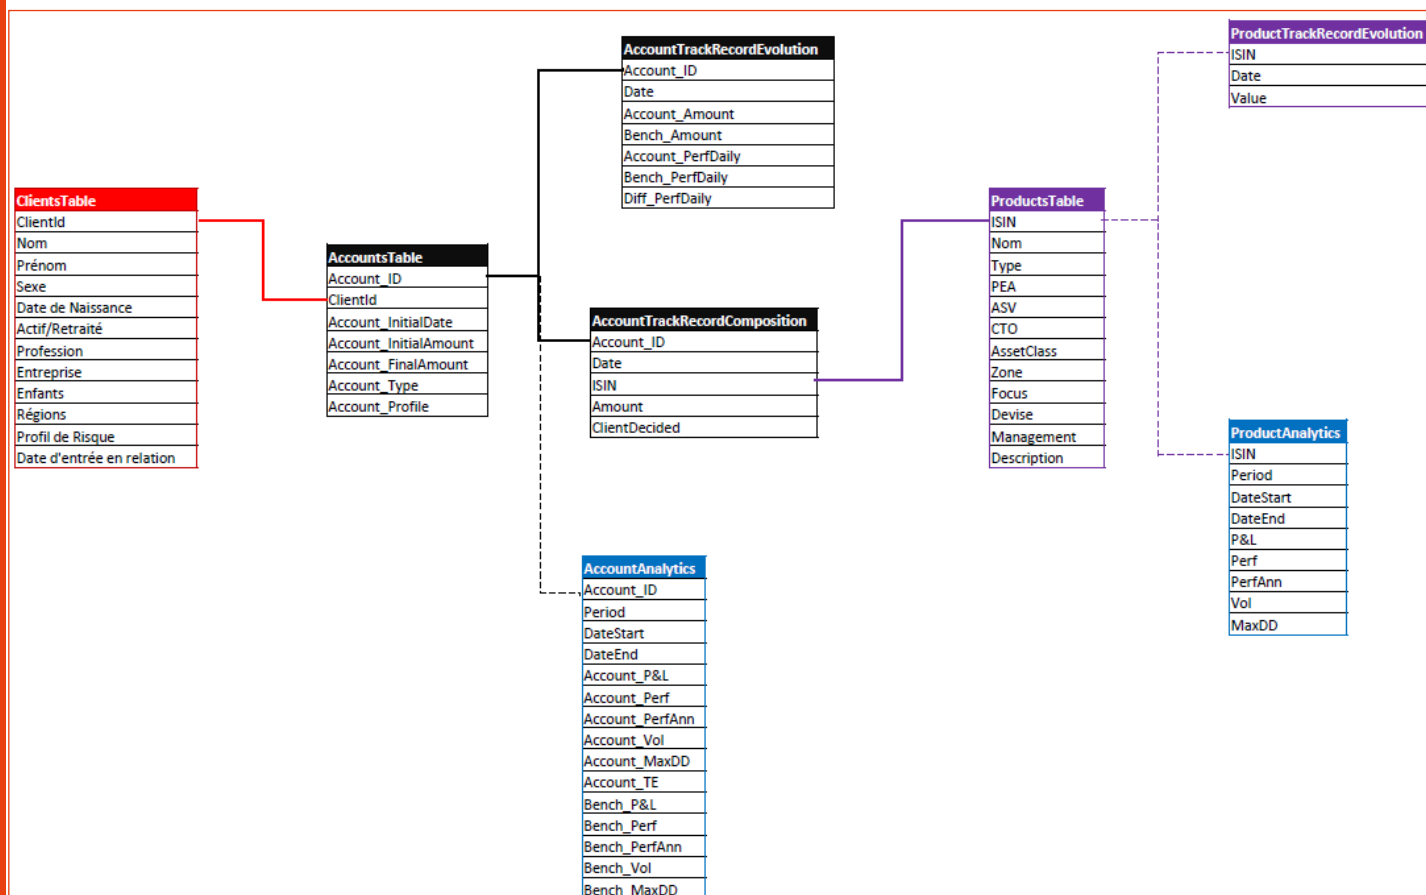 ClientsTable
ClientId
Nom
Prénom
Sexe
Date de Naissance
Actif/Retraité
Profession
Entreprise
Enfants
Régions
Profil de Risque
Date d'entrée en relation
AccountsTable
Account_ID
ClientId
Account_InitialDate
Account_InitialAmount
Account_FinalAmount
Account_Type
Account_Profile
AccountTrackRecordEvolution
Account_ID
Date
Account_Amount
Bench_Amount
Account_PerfDaily
Bench_PerfDaily
Diff_PerfDaily
AccountTrackRecordComposition
Account_ID
Date
ISIN
Amount
ClientDecided
AccountAnalytics
Account_ID
Period
DateStart
DateEnd
Account_P&L
Account_Perf
Account_PerfAnn
Account_Vol
Account_MaxDD
Account_TE
Bench_P&L
Bench_Perf
Bench_PerfAnn
Bench_Vol
Bench_MaxDD
ProductsTable
ISIN
Nom
Type
PEA
ASV
CTO
AssetClass
Zone
Focus
Devise
Management
Description
ProductTrackRecordEvolution
ISIN
Date
Value
ProductAnalytics
ISIN
Period
DateStart
DateEnd
P&L
Perf
PerfAnn
Vol
MaxDD